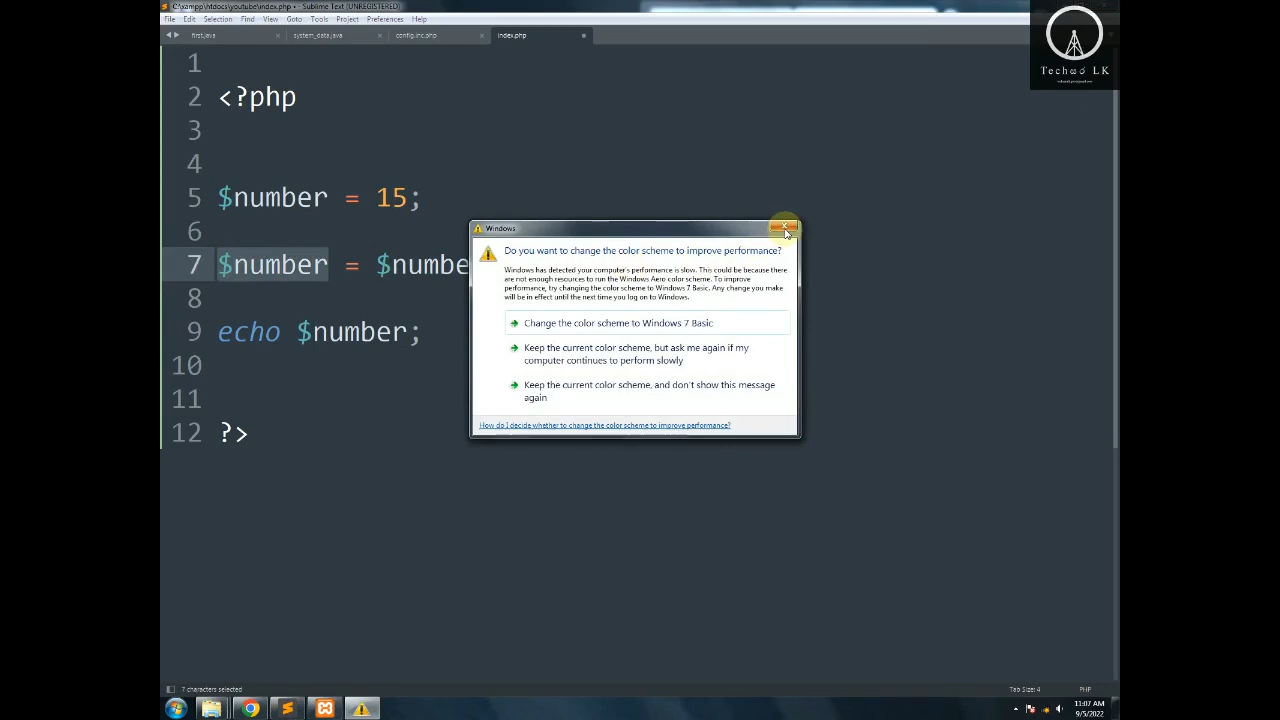 C:\xampp\htdocs\youtube\index.php • - Sublime Text (UNREGISTERED)
File Edit Selection Find View Goto Tools Project Preferences Help
first.java system_data.java config.inc.php index.php
Techකරා LK
1
2 <?php
3
4
5 $number = 15;
6
7 $number = $numbe
8
9 echo $number;
10
11
12 ?>
Windows
Do you want to change the color scheme to improve performance?
Windows has detected your computer's performance is slow. This could be because there
are not enough resources to run the Windows Aero color scheme. To improve
performance, try changing the color scheme to Windows 7 Basic. Any change you make
will be in effect until the next time you log on to Windows.
Change the color scheme to Windows 7 Basic
Keep the current color scheme, but ask me again if my
computer continues to perform slowly
Keep the current color scheme, and don't show this message
again
How do I decide whether to change the color scheme to improve performance?
7 characters selected Tab Size: 4 PHP
11:07 AM
9/5/2022